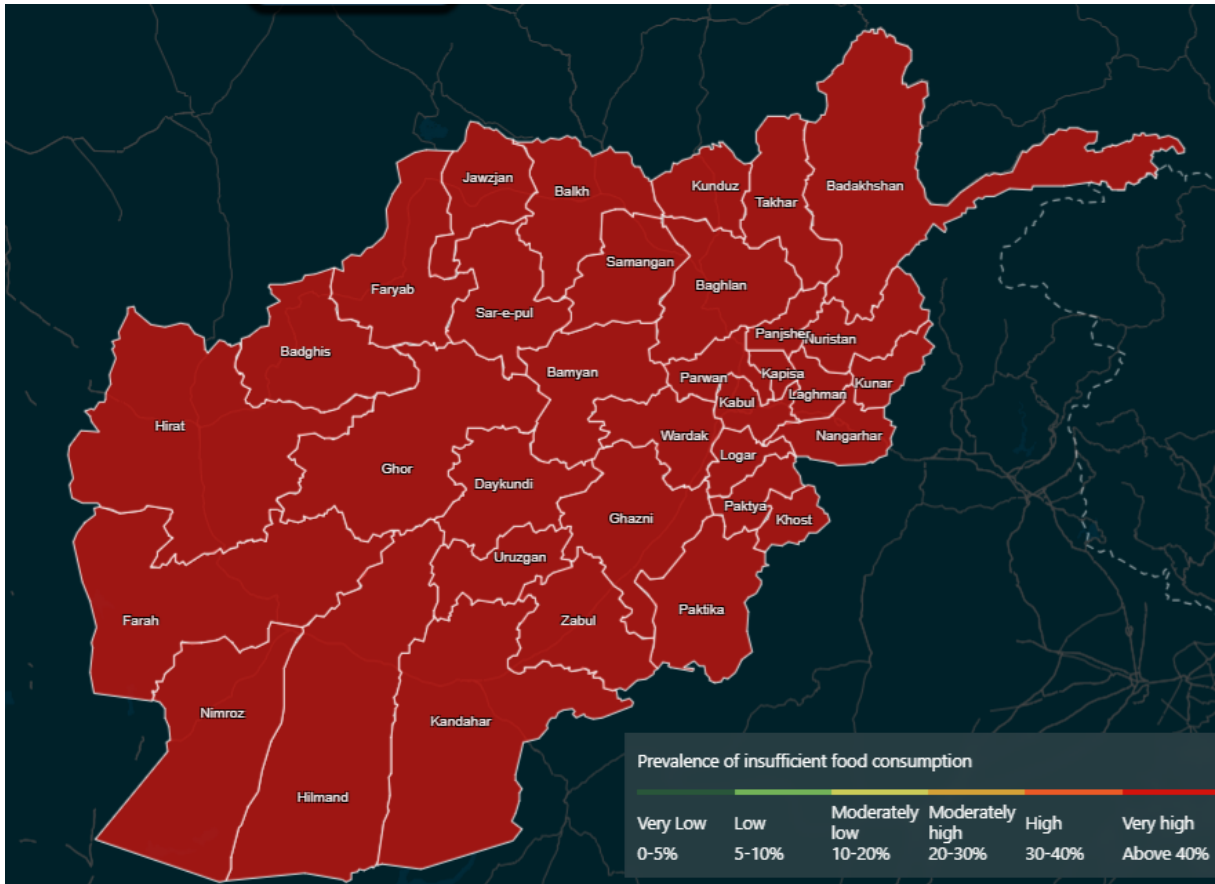 Jawzjan
Balkh
Kunduz
Takhar
Badakhshan
Samangan
Faryab
Baghlan
Sar-e-pul
Panjsher
Nuristan
Badghis
Bamyan
Parwan
Kapisa
Kunar
Laghman
Kabul
Hirat
Wardak
Nangarhar
Logar
Ghor
Daykundi
Paktya
Ghazni
Khost
Uruzgan
Paktika
Farah
Zabul
Nimroz
Kandahar
Hilmand
Prevalence of insufficient food consumption
Very Low
0-5%
Low
5-10%
Moderately
low
10-20%
Moderately
high
20-30%
High
30-40%
Very high
Above 40%